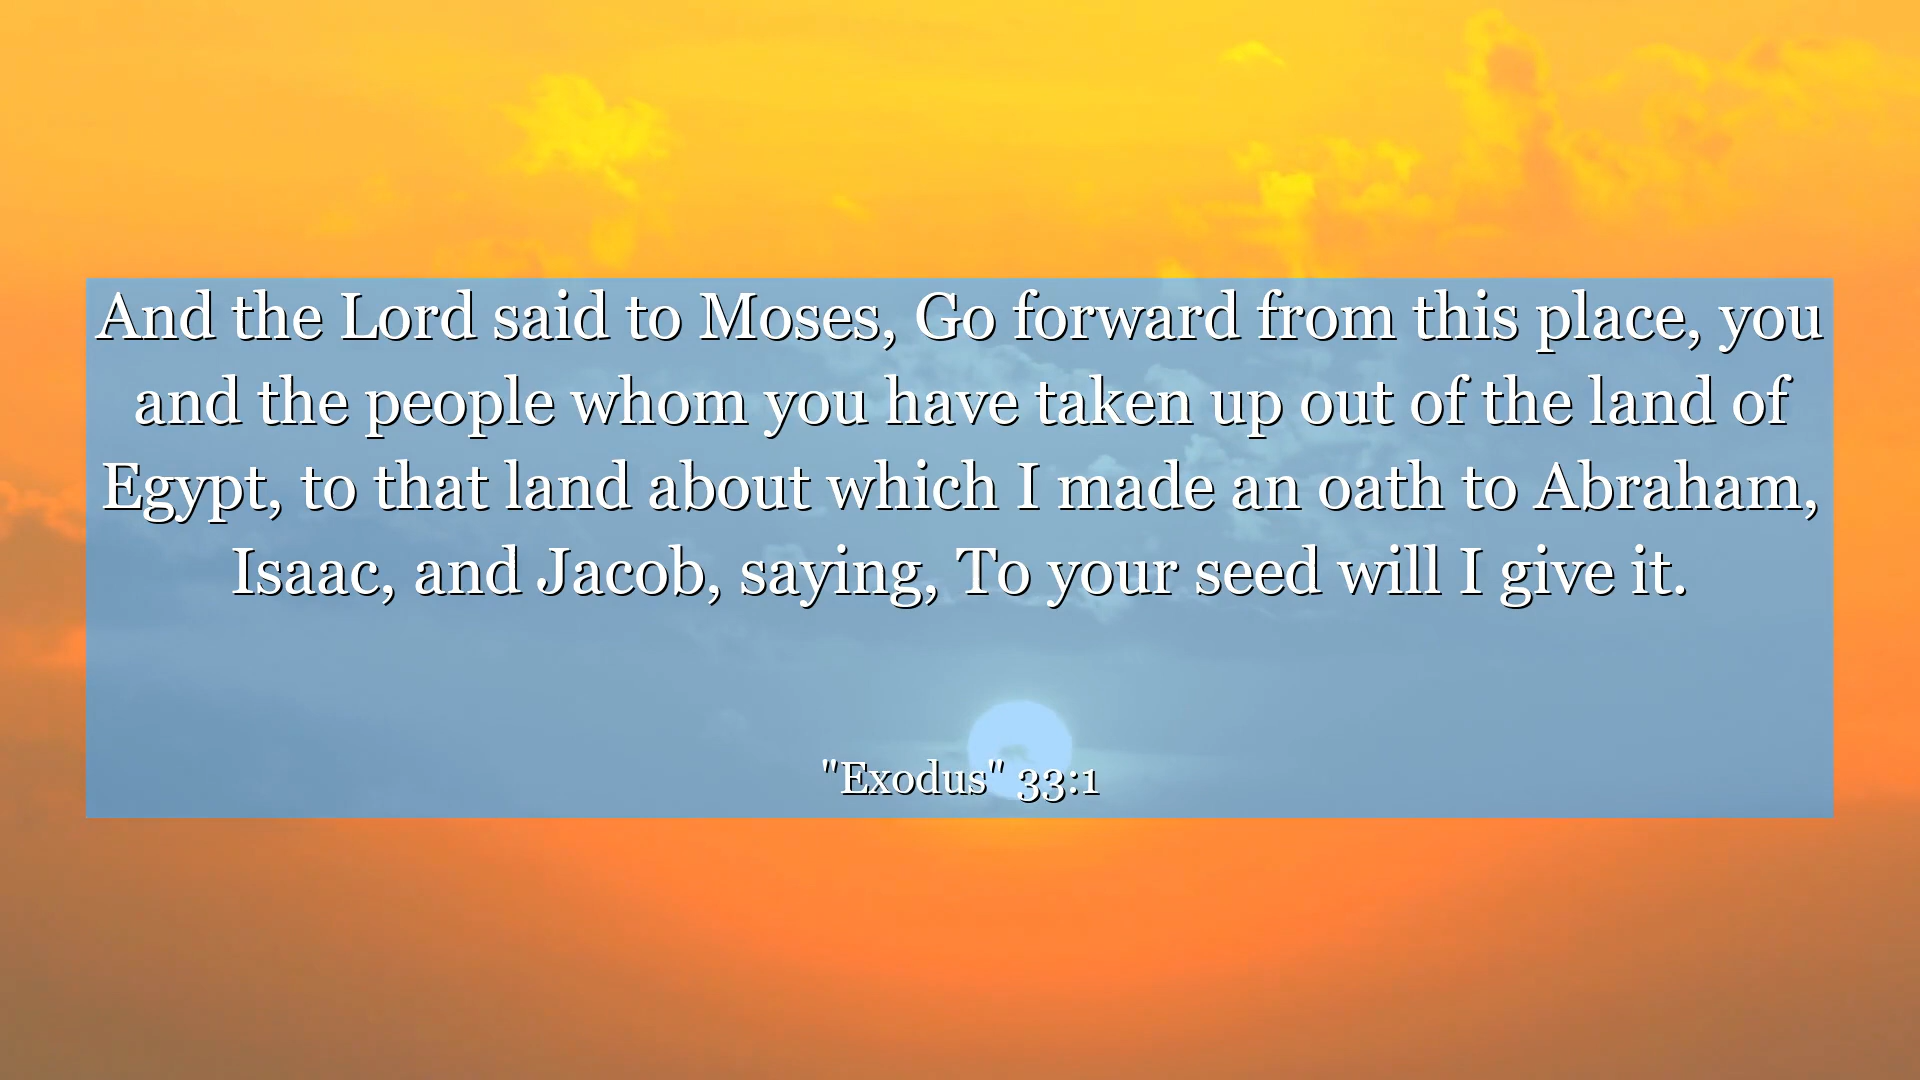 And the Lord said to Moses, Go forward from this place, you
and the people whom you have taken up out of the land of
Egypt, to that land about which I made an oath to Abraham,
Isaac, and Jacob, saying, To your seed will I give it.
"Exodus" 33:1